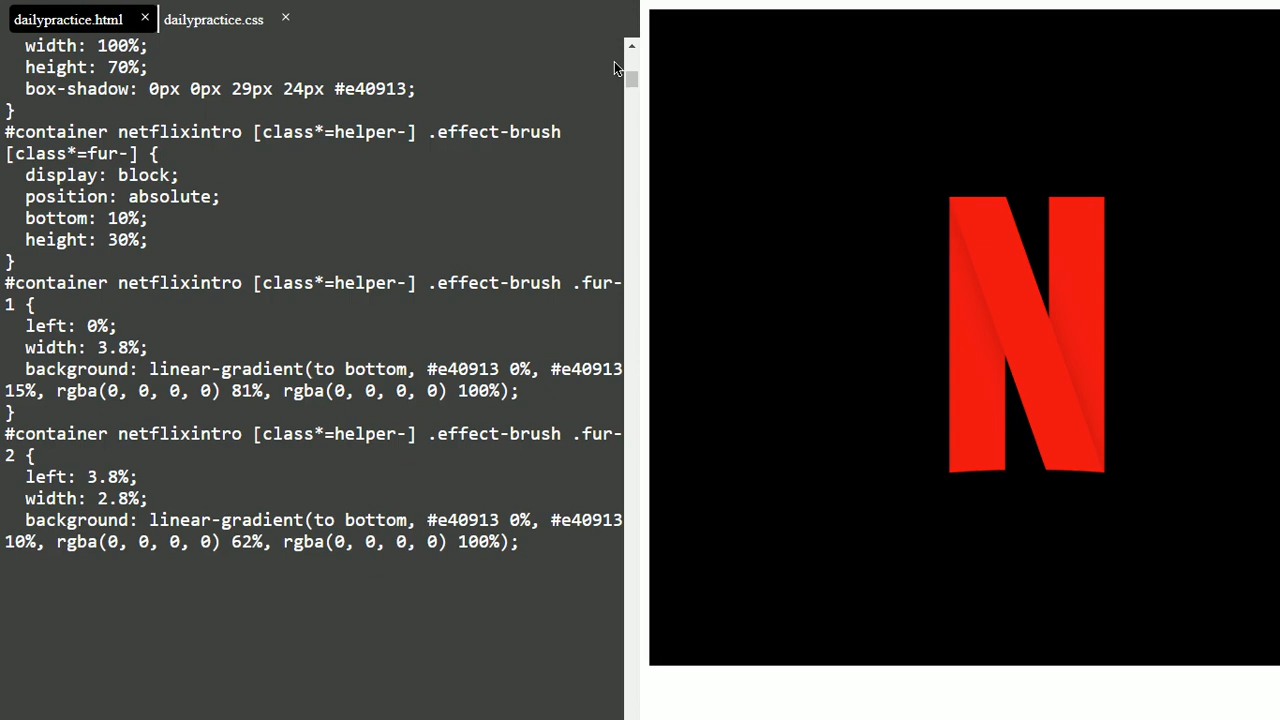 dailypractice.html × dailypractice.css ×
width: 100%;
height: 70%;
box-shadow: 0px 0px 29px 24px #e40913;
}
#container netflixintro [class*=helper-] .effect-brush
[class*=fur-] {
display: block;
position: absolute;
bottom: 10%;
height: 30%;
}
#container netflixintro [class*=helper-] .effect-brush .fur-
1 {
left: 0%;
width: 3.8%;
background: linear-gradient(to bottom, #e40913 0%, #e40913
15%, rgba(0, 0, 0, 0) 81%, rgba(0, 0, 0, 0) 100%);
}
#container netflixintro [class*=helper-] .effect-brush .fur-
2 {
left: 3.8%;
width: 2.8%;
background: linear-gradient(to bottom, #e40913 0%, #e40913
10%, rgba(0, 0, 0, 0) 62%, rgba(0, 0, 0, 0) 100%);
N